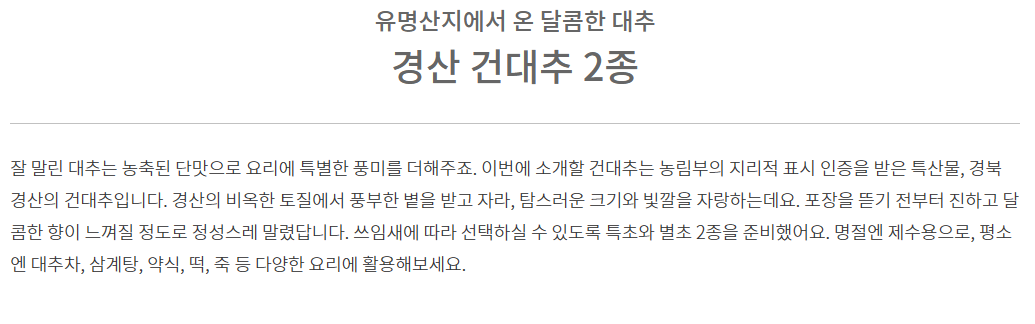 유명산지에서 온 달콤한 대추
경산 건대추 2종
잘 말린 대추는 농축된 단맛으로 요리에 특별한 풍미를 더해주죠. 이번에 소개할 건대추는 농림부의 지리적 표시 인증을 받은 특산물, 경북
경산의 건대추입니다. 경산의 비옥한 토질에서 풍부한 볕을 받고 자라, 탐스러운 크기와 빛깔을 자랑하는데요. 포장을 뜯기 전부터 진하고 달
콤한 향이 느껴질 정도로 정성스레 말렸답니다. 쓰임새에 따라 선택하실 수 있도록 특초와 별초 2종을 준비했어요. 명절엔 제수용으로, 평소
엔 대추차, 삼계탕, 약식, 떡, 죽 등 다양한 요리에 활용해보세요.